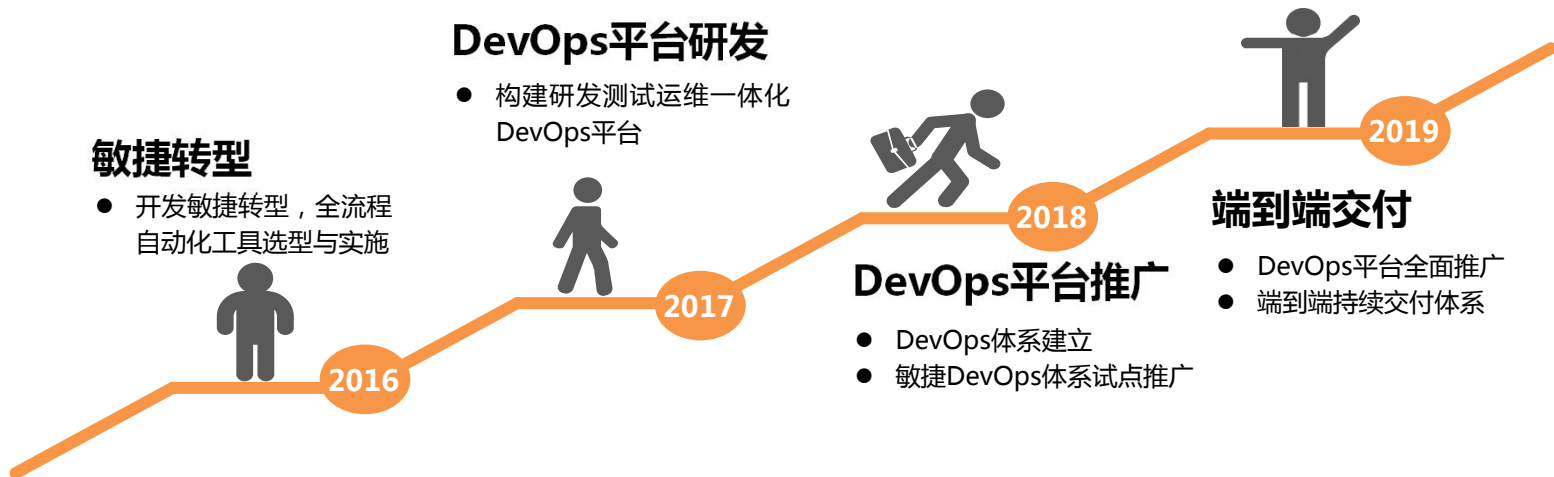 敏捷转型
● 开发敏捷转型，全流程
自动化工具选型与实施
2016
DevOps平台研发
● 构建研发测试运维一体化
DevOps平台
2017
2018
DevOps平台推广
● DevOps体系建立
● 敏捷DevOps体系试点推广
2019
端到端交付
● DevOps平台全面推广
● 端到端持续交付体系